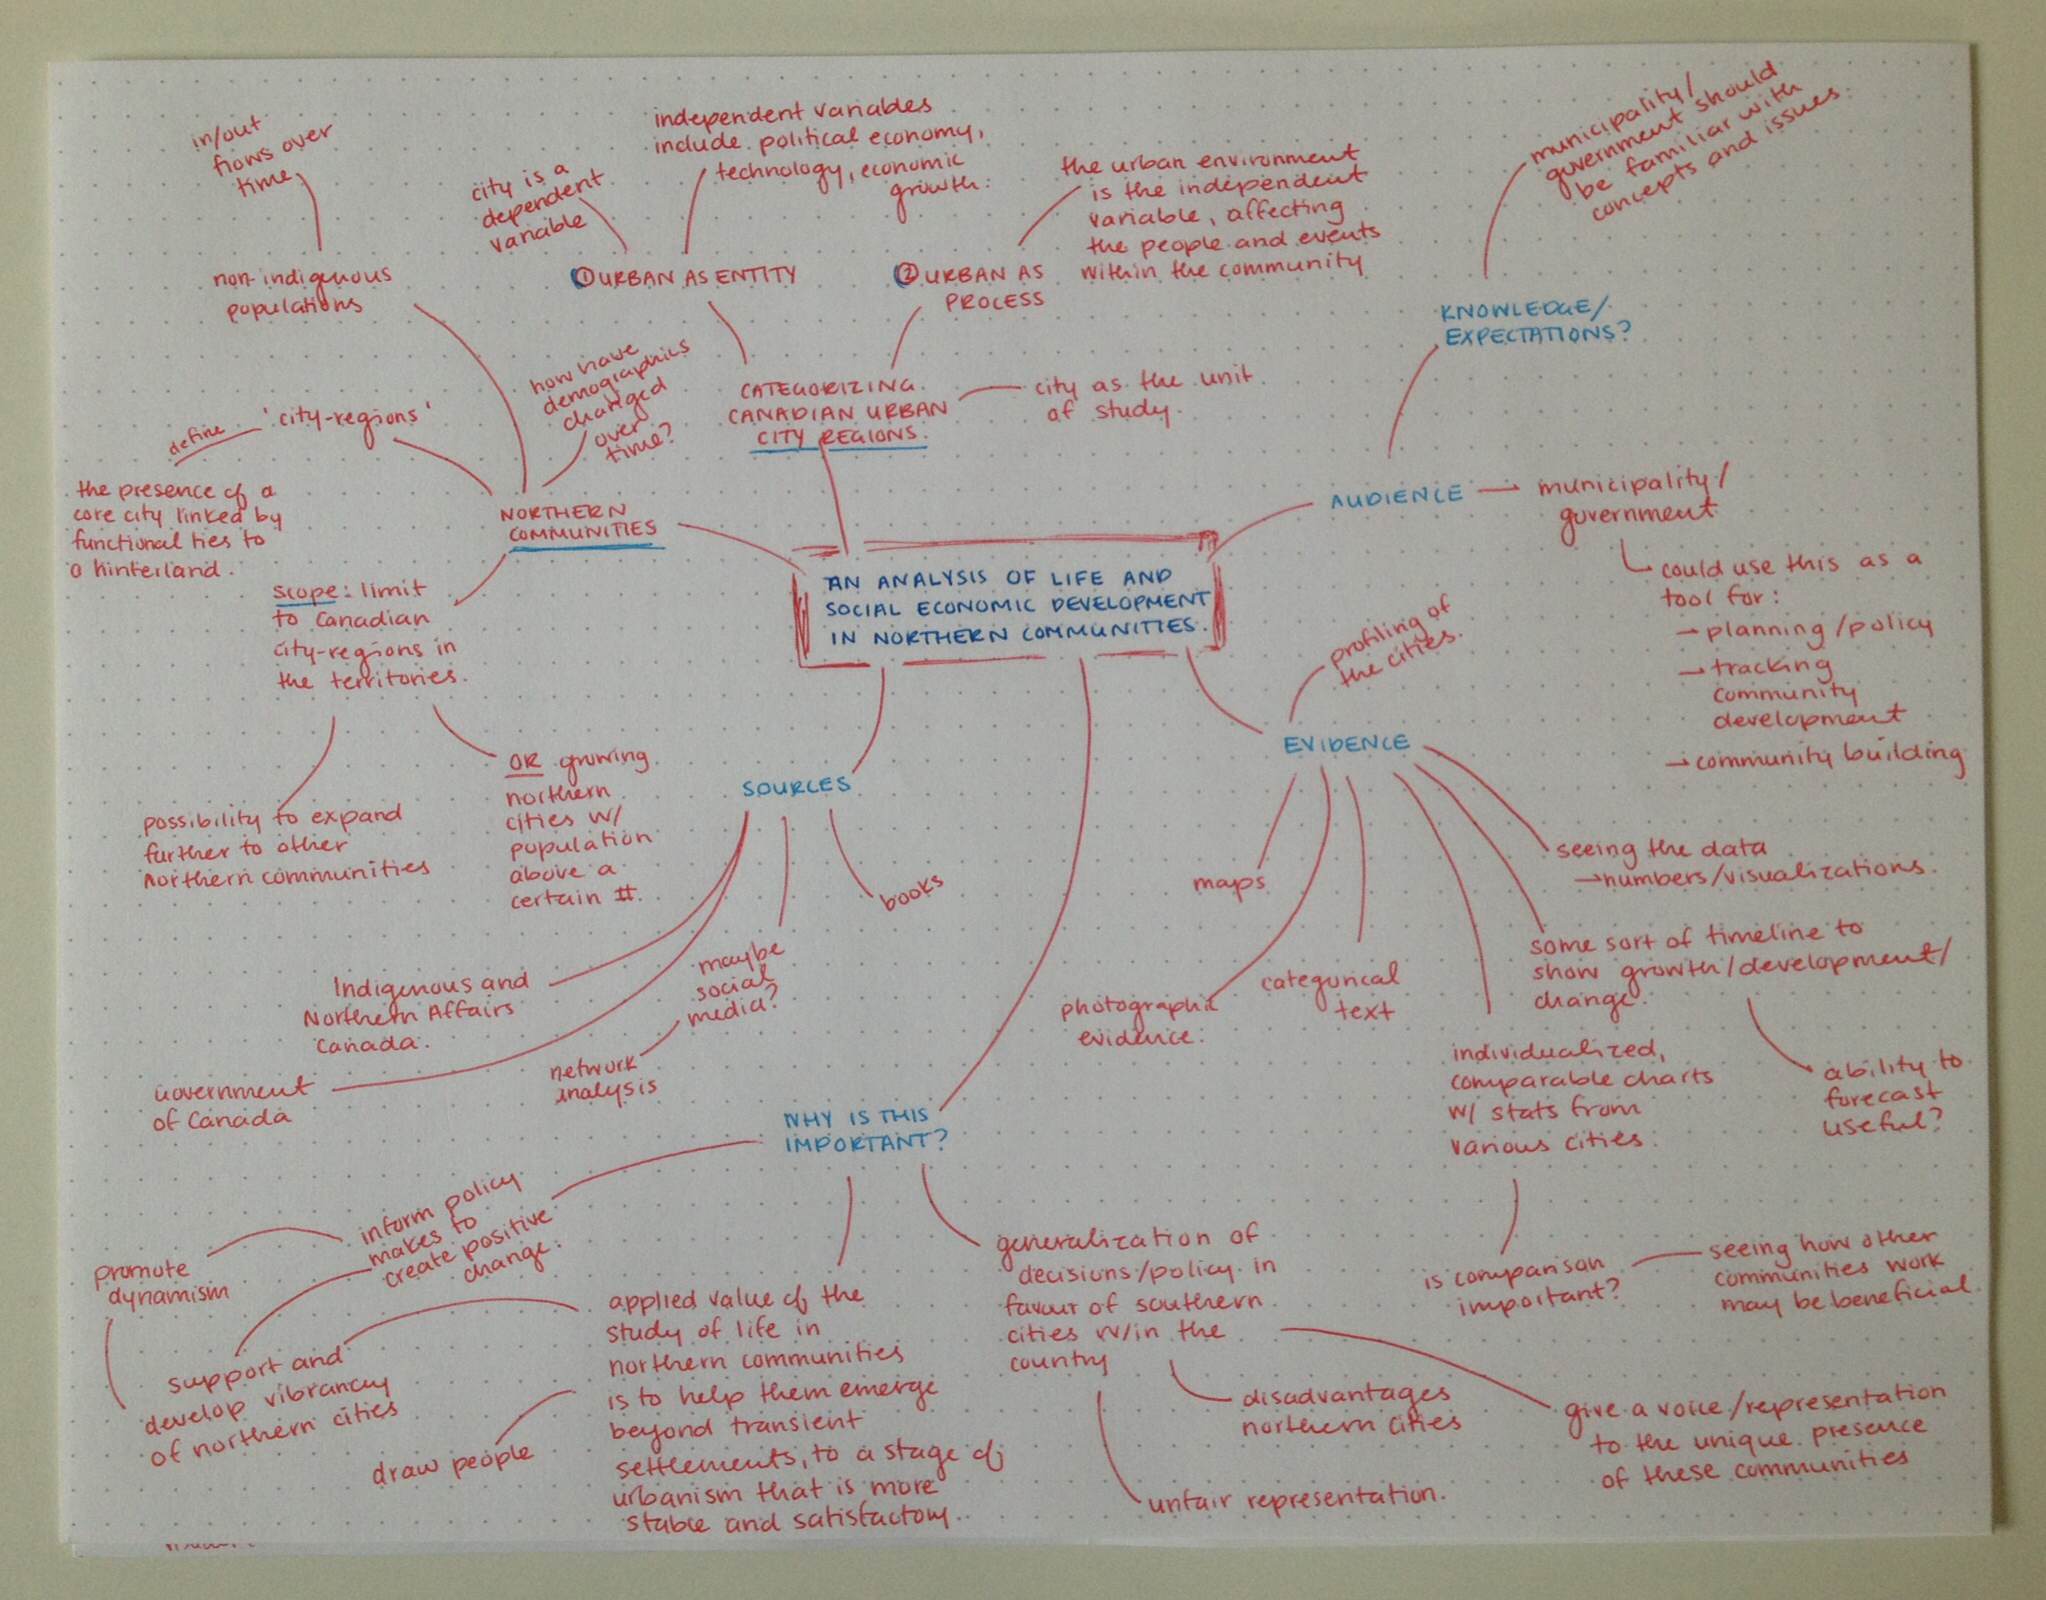 in/out
flows over
time
non-indigenous
populations
city is a
dependent
variable
independent variables
include political economy,
technology, economic
growth.
① URBAN AS ENTITY
the urban environment
is the independent
variable, affecting
the people and events
within the community
② URBAN AS
PROCESS
municipality/
government should
be familiar with
concepts and issues.
KNOWLEDGE/
EXPECTATIONS?
how have
demographics
changed
over
time?
CATEGORIZING
CANADIAN URBAN
CITY REGIONS.
city as the unit
of study.
define
'city-regions'
the presence of a
core city linked by
functional ties to
a hinterland.
NORTHERN
COMMUNITIES
AUDIENCE → municipality/
government
could use this as a
tool for:
→ planning/policy
→ tracking
community
development
→ community building
AN ANALYSIS OF LIFE AND
SOCIAL ECONOMIC DEVELOPMENT
IN NORTHERN COMMUNITIES.
scope: limit
to Canadian
city-regions in
the territories.
possibility to expand
further to other
northern communities
OR growing
northern
cities w/
population
above a
certain #.
profiling of
the cities.
EVIDENCE
SOURCES
books
maybe
social
media?
network
analysis
Indigenous and
Northern Affairs
Canada.
Government
of Canada
maps
photographic
evidence.
categorical
text
seeing the data
→ numbers/visualizations.
some sort of timeline to
show growth/development/
change.
ability to
forecast
useful?
individualized,
comparable charts
w/ stats from
various cities.
is comparison
important?
seeing how other
communities work
may be beneficial.
WHY IS THIS
IMPORTANT?
inform policy
makes to
create positive
change.
promote
dynamism
support and
develop vibrancy
of northern cities
draw people
applied value of the
study of life in
northern communities
is to help them emerge
beyond transient
settlements, to a stage of
urbanism that is more
stable and satisfactory.
generalization of
decisions/policy in
favour of southern
cities w/in the
country
disadvantages
northern cities
unfair representation.
give a voice/representation
to the unique presence
of these communities